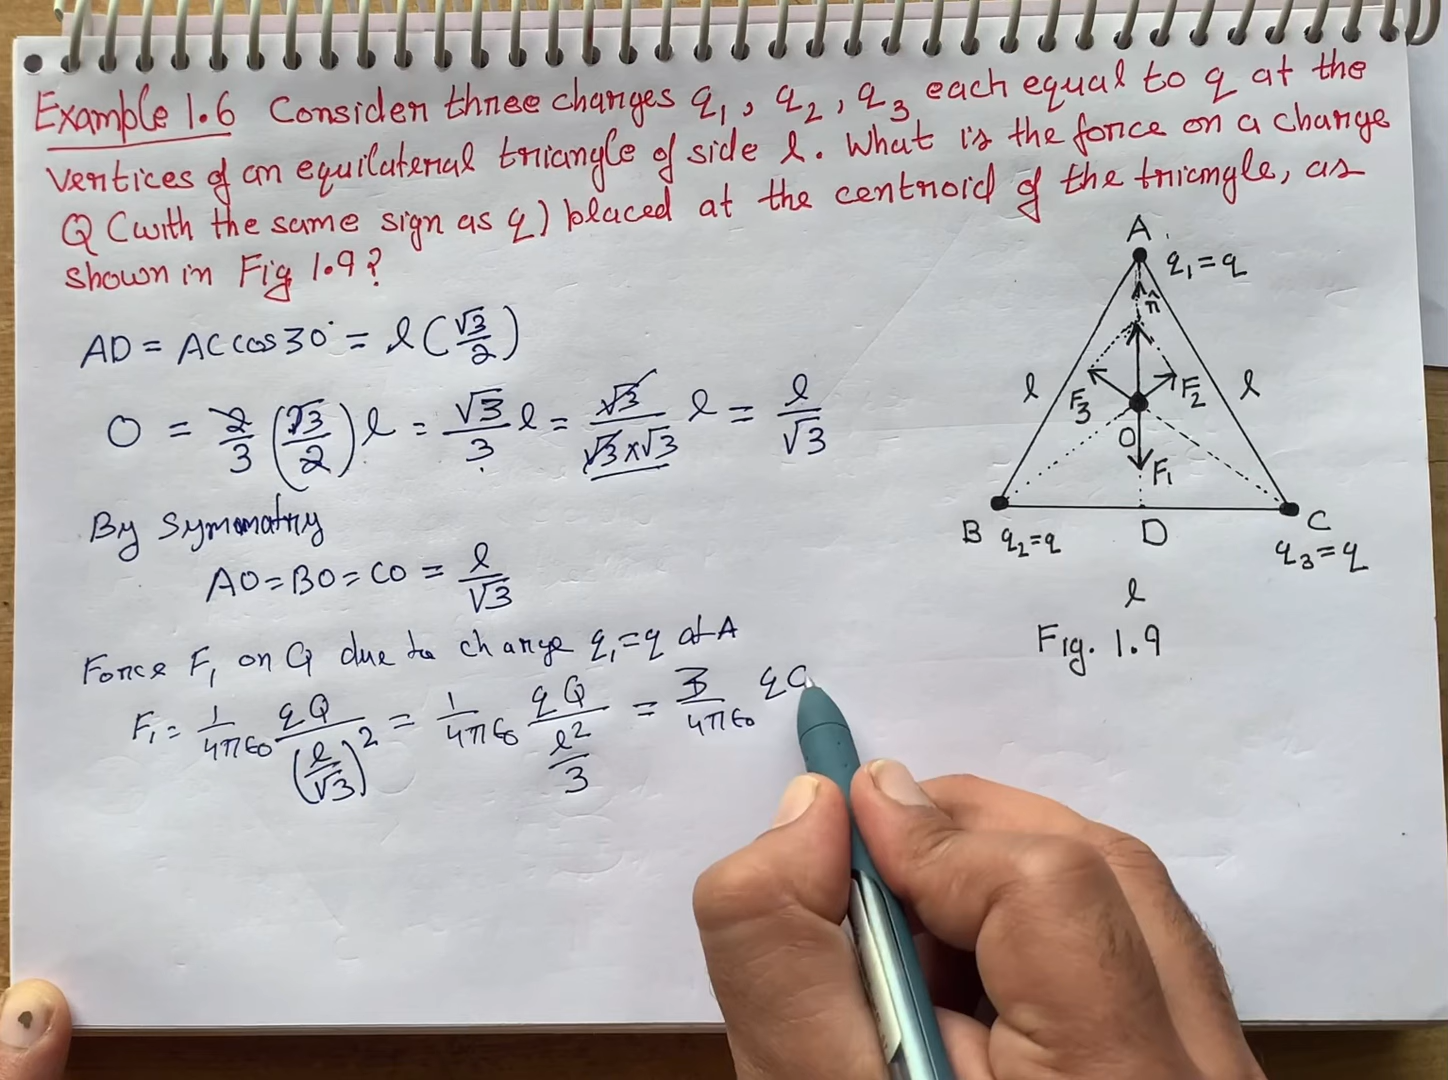 Example 1.6 Consider three charges q₁, q₂, q₃ each equal to q at the
vertices of an equilateral triangle of side l. What is the force on a charge
Q (with the same sign as q) placed at the centroid of the triangle, as
shown in Fig 1.9?
AD = AC cos 30° = l (√3/2)
O = 2/3 (√3/2) l = √3/3 l = √3/(√3×√3) l = l/√3
By Symmatry
AO = BO = CO = l/√3
Force F₁ on Q due to charge q₁=q at A
F₁ = 1/4πε₀ qQ/(l/√3)² = 1/4πε₀ qQ/(l²/3) = 3/4πε₀ qQ
A
q₁=q
n̂
l
F₃
F₂
l
O
F₁
B q₂=q
D
C
q₃=q
l
Fig. 1.9